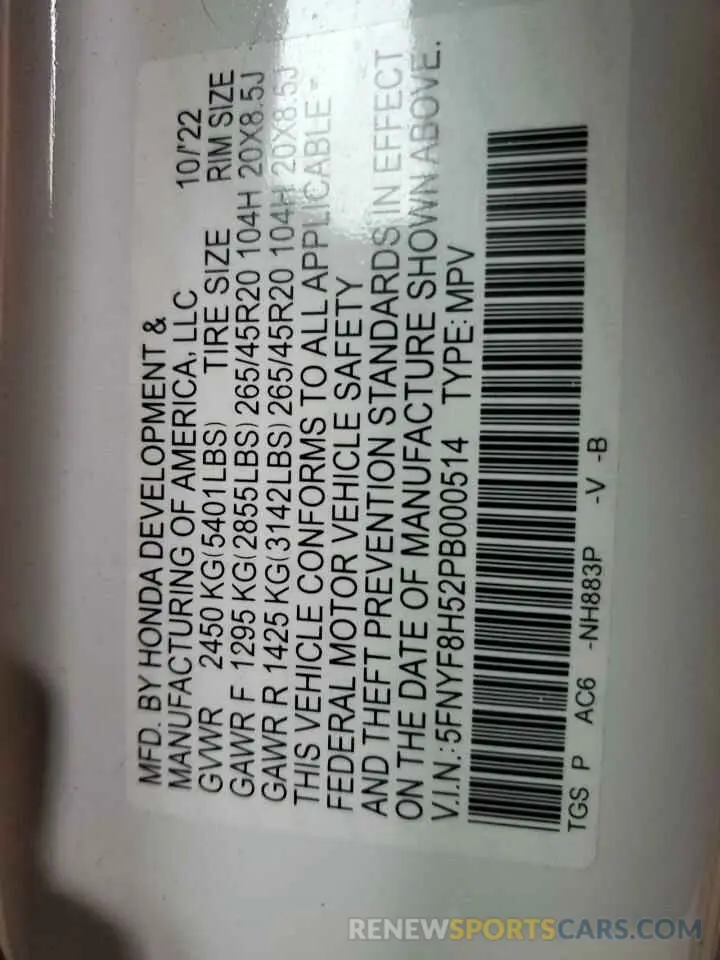 MFD. BY HONDA DEVELOPMENT &
MANUFACTURING OF AMERICA, LLC 10/'22
GVWR 2450 KG(5401LBS) TIRE SIZE RIM SIZE
GAWR F 1295 KG(2855LBS) 265/45R20 104H 20X8.5J
GAWR R 1425 KG(3142LBS) 265/45R20 104H 20X8.5J
THIS VEHICLE CONFORMS TO ALL APPLICABLE
FEDERAL MOTOR VEHICLE SAFETY
AND THEFT PREVENTION STANDARDS IN EFFECT
ON THE DATE OF MANUFACTURE SHOWN ABOVE.
V.I.N.: 5FNYF8H52PB000514 TYPE: MPV
TGS P AC6 -NH883P -V -B
RENEWSPORTSCARS.COM